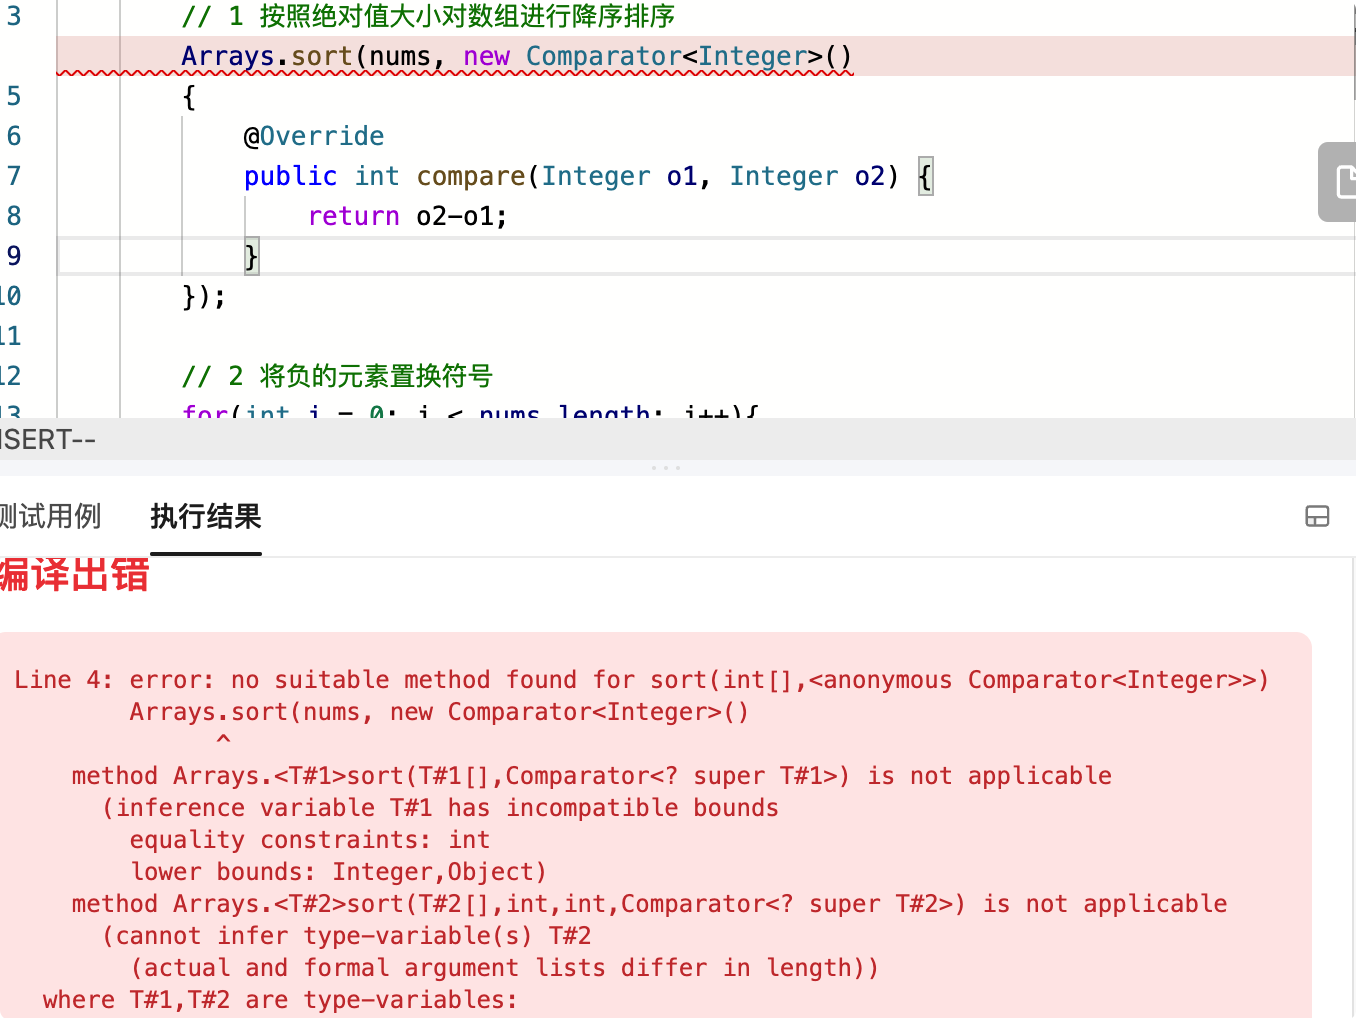 3 // 1 按照绝对值大小对数组进行降序排序
Arrays.sort(nums, new Comparator<Integer>()
5 {
6 @Override
7 public int compare(Integer o1, Integer o2) {
8 return o2-o1;
9 }
10 });
11
12 // 2 将负的元素置换符号
13 for(int i = 0; i < nums.length; i++){
NSERT--
测试用例 执行结果
编译出错
Line 4: error: no suitable method found for sort(int[],<anonymous Comparator<Integer>>)
Arrays.sort(nums, new Comparator<Integer>()
^
method Arrays.<T#1>sort(T#1[],Comparator<? super T#1>) is not applicable
(inference variable T#1 has incompatible bounds
equality constraints: int
lower bounds: Integer,Object)
method Arrays.<T#2>sort(T#2[],int,int,Comparator<? super T#2>) is not applicable
(cannot infer type-variable(s) T#2
(actual and formal argument lists differ in length))
where T#1,T#2 are type-variables: